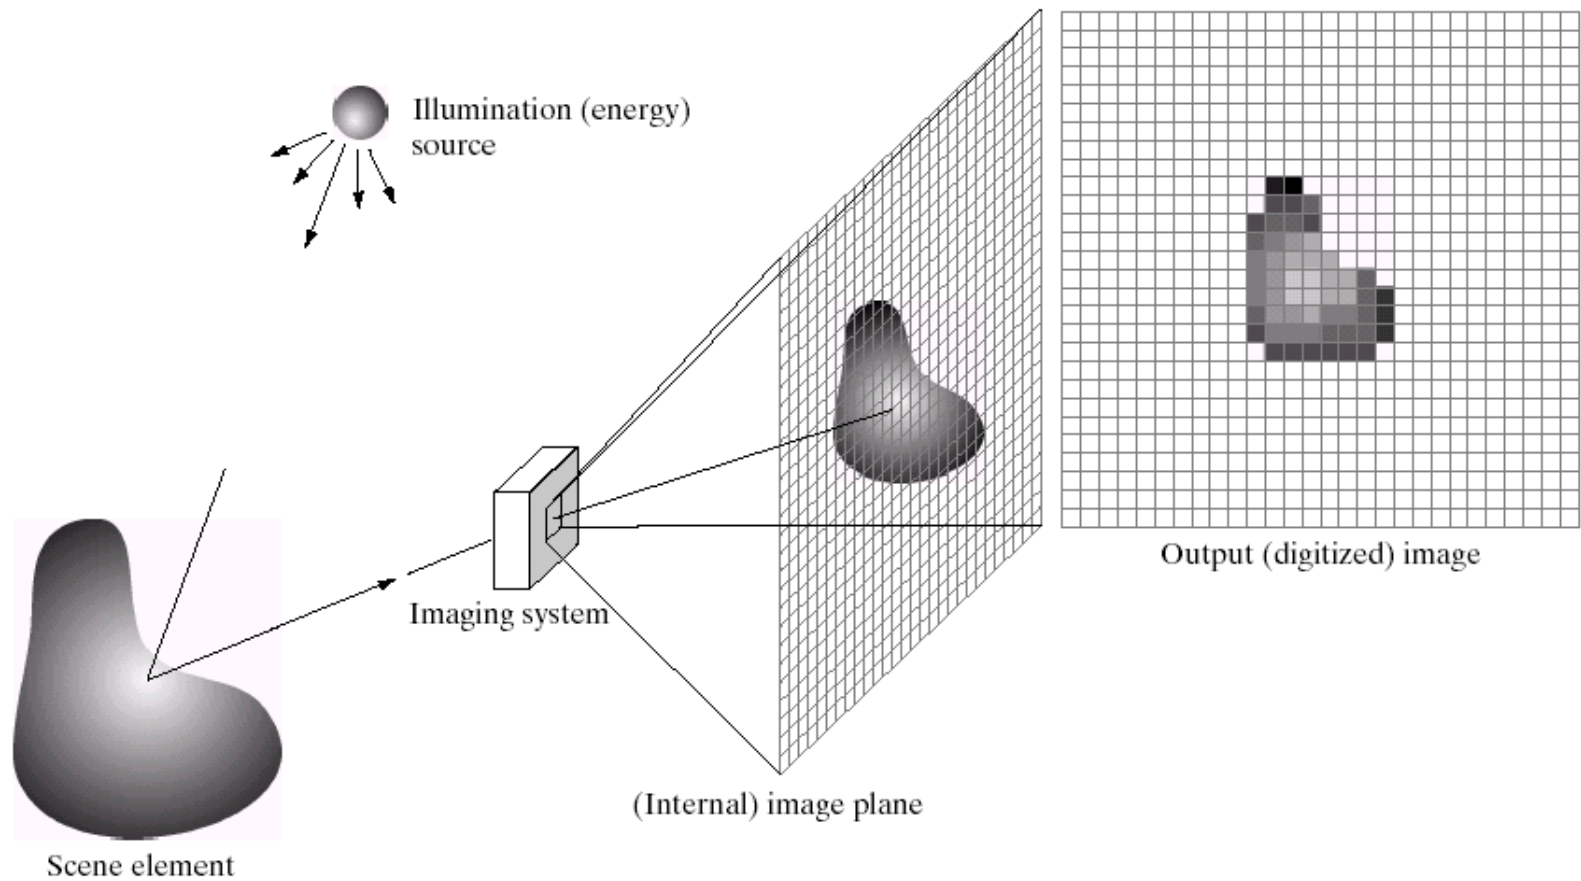 Illumination (energy)
source
Output (digitized) image
Imaging system
(Internal) image plane
Scene element